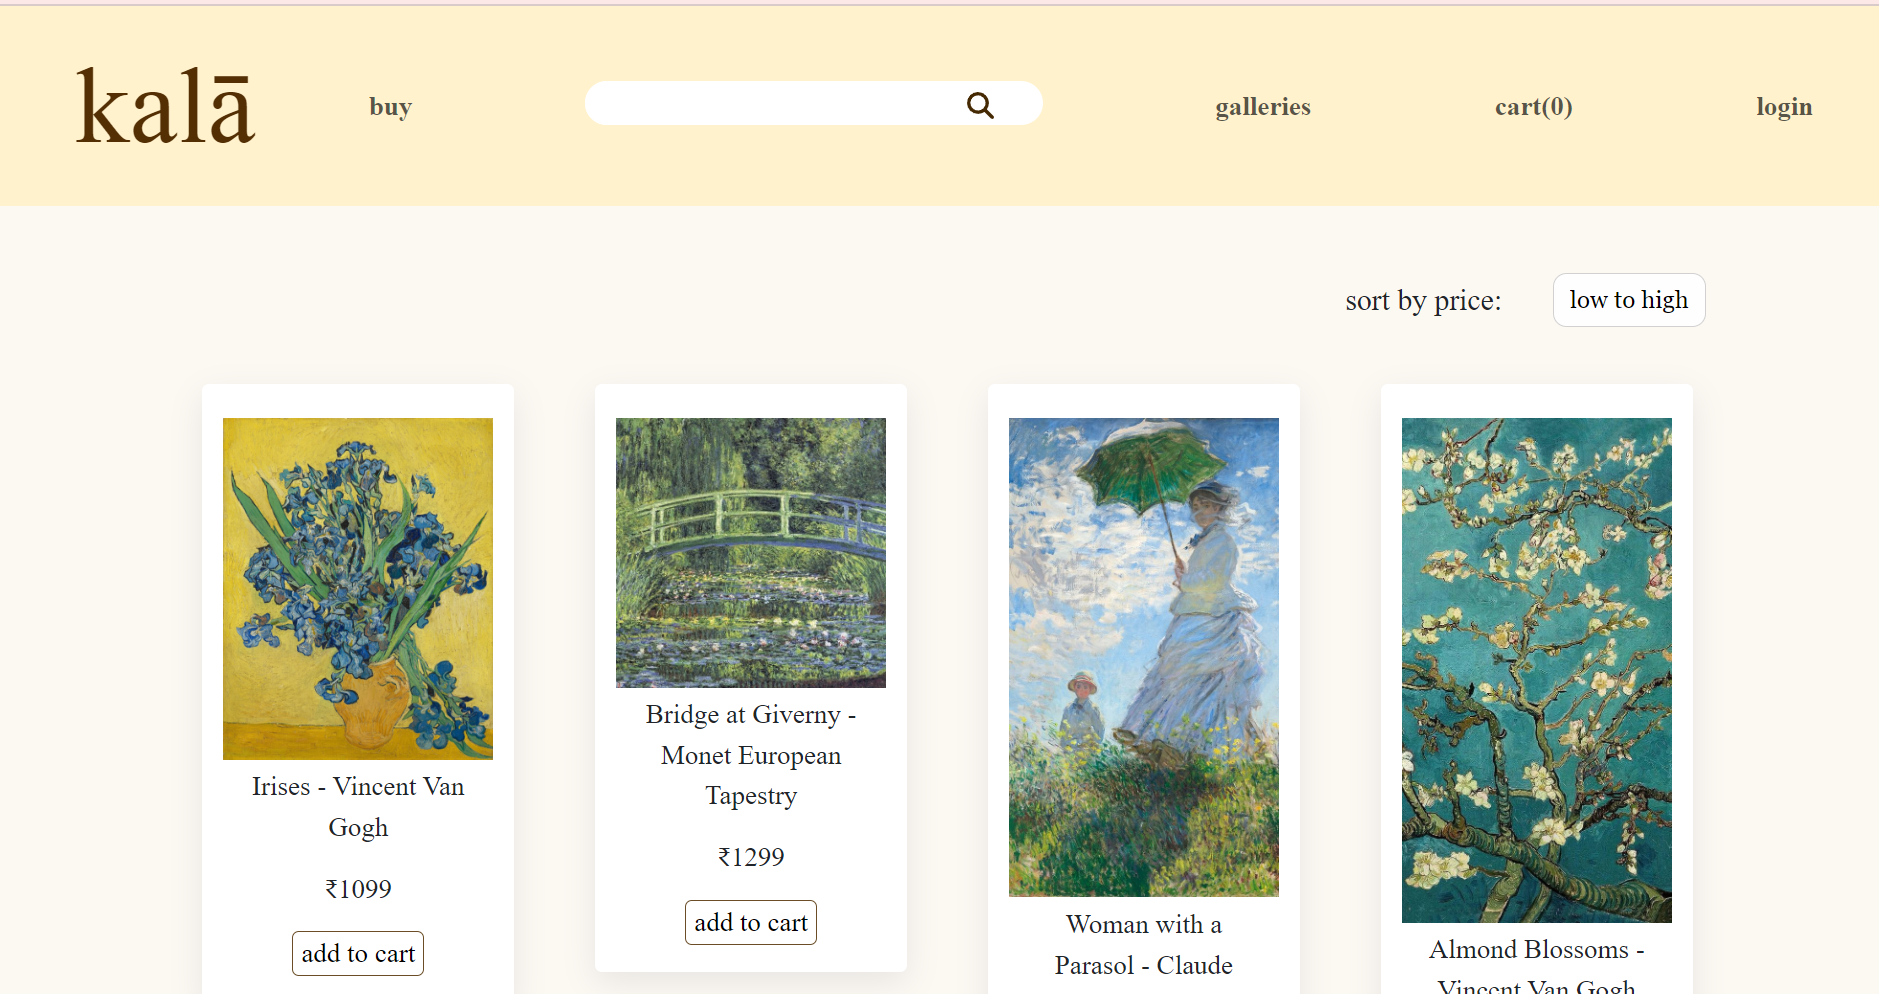 kalā
buy
galleries
cart(0)
login
sort by price:
low to high
Irises - Vincent Van
Gogh
₹1099
add to cart
Bridge at Giverny -
Monet European
Tapestry
₹1299
add to cart
Woman with a
Parasol - Claude
Almond Blossoms -
Vincent Van Gogh